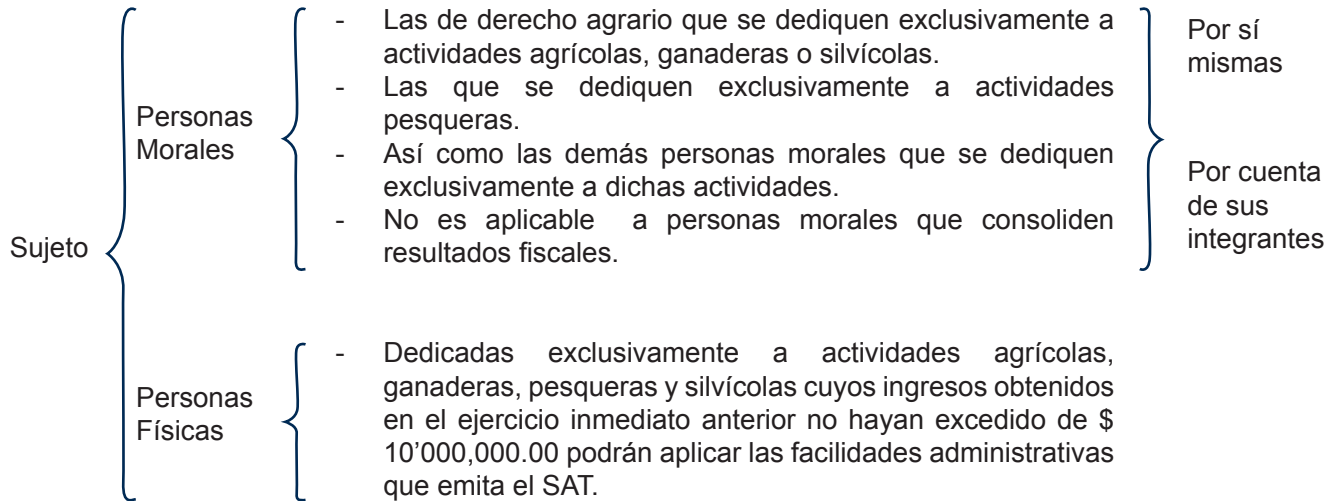 Sujeto
Personas
Morales
- Las de derecho agrario que se dediquen exclusivamente a
actividades agrícolas, ganaderas o silvícolas.
- Las que se dediquen exclusivamente a actividades
pesqueras.
- Así como las demás personas morales que se dediquen
exclusivamente a dichas actividades.
- No es aplicable a personas morales que consoliden
resultados fiscales.
Por sí
mismas
Por cuenta
de sus
integrantes
Personas
Físicas
- Dedicadas exclusivamente a actividades agrícolas,
ganaderas, pesqueras y silvícolas cuyos ingresos obtenidos
en el ejercicio inmediato anterior no hayan excedido de $
10’000,000.00 podrán aplicar las facilidades administrativas
que emita el SAT.